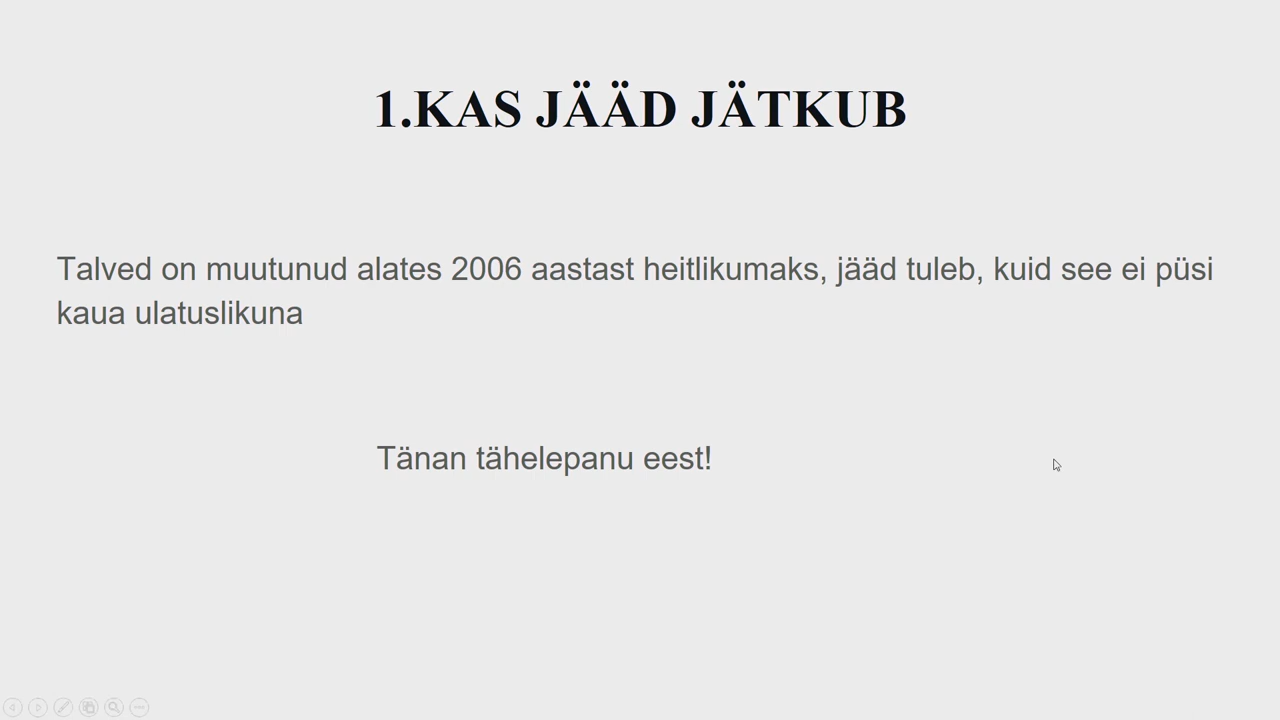 1.KAS JÄÄD JÄTKUB
Talved on muutunud alates 2006 aastast heitlikumaks, jääd tuleb, kuid see ei püsi
kaua ulatuslikuna
Tänan tähelepanu eest!